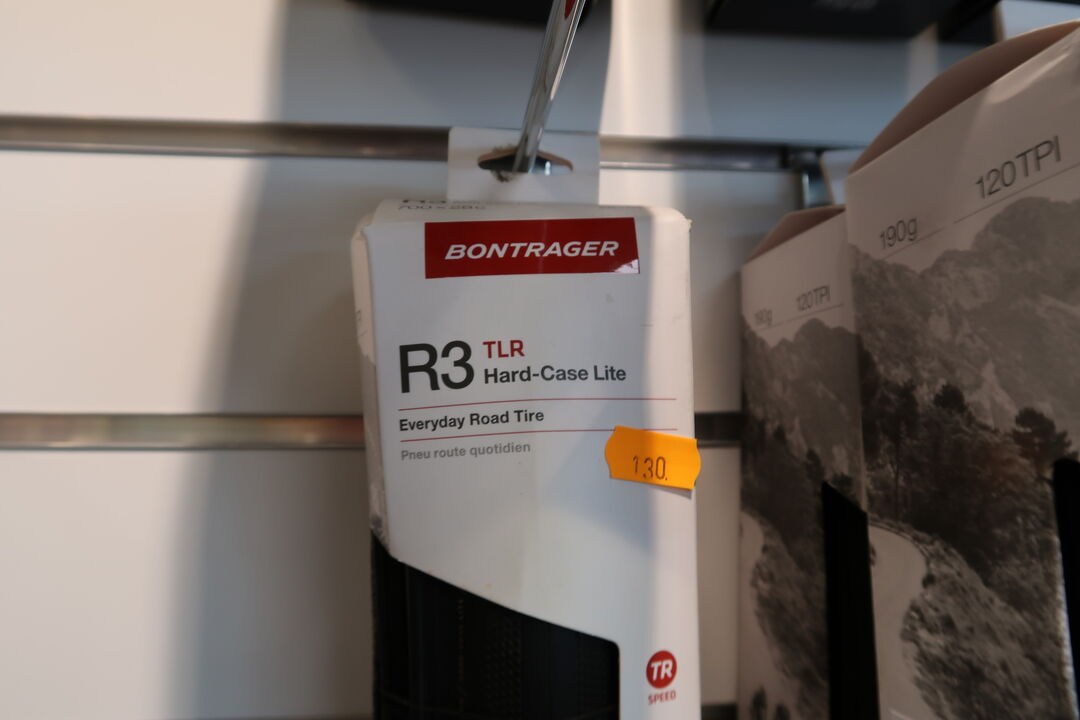 BONTRAGER
R3 TLR
Hard-Case Lite
Everyday Road Tire
Pneu route quotidien
130.
TR
SPEED
190g 120TPI
190g 120TPI